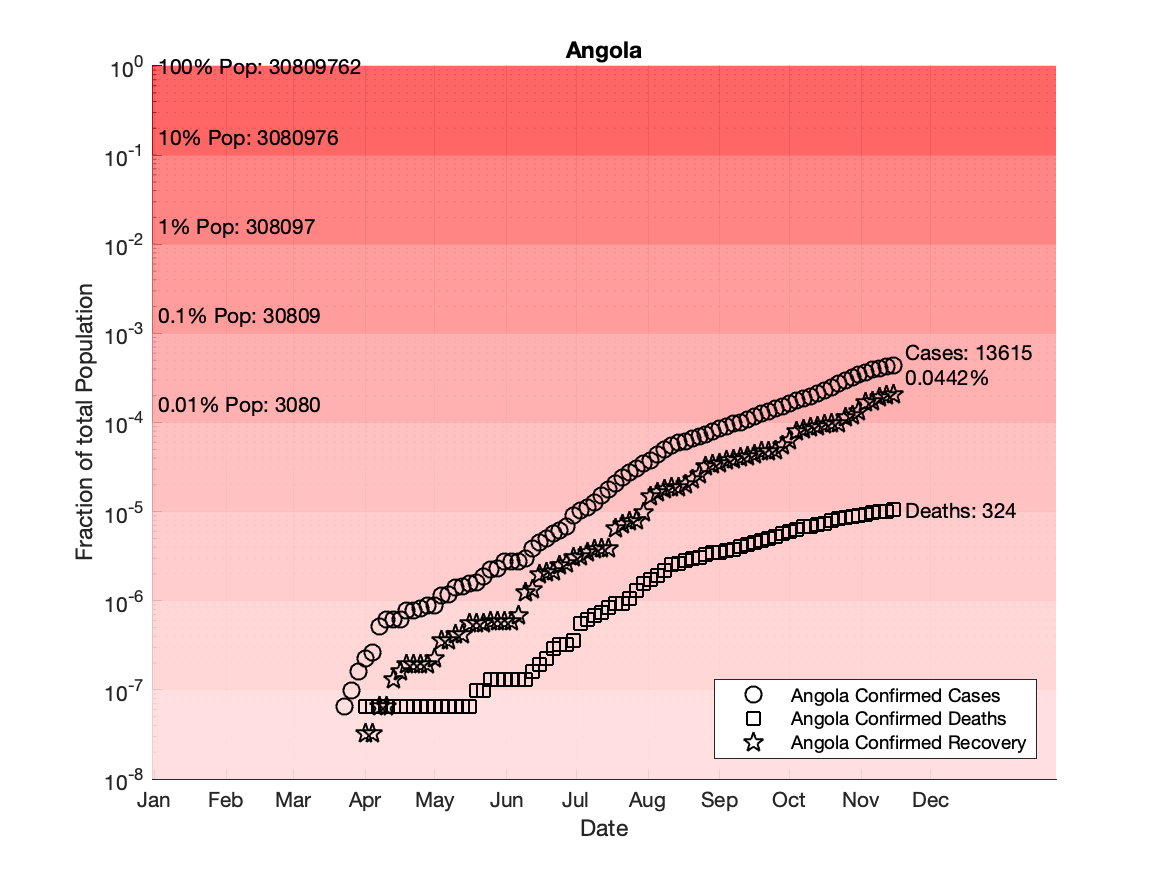 Angola
10^0
100% Pop: 30809762
10% Pop: 3080976
10^-1
1% Pop: 308097
10^-2
0.1% Pop: 30809
10^-3
Cases: 13615
0.0442%
0.01% Pop: 3080
10^-4
10^-5
Deaths: 324
10^-6
10^-7
10^-8
Fraction of total Population
Angola Confirmed Cases
Angola Confirmed Deaths
Angola Confirmed Recovery
Jan Feb Mar Apr May Jun Jul Aug Sep Oct Nov Dec
Date